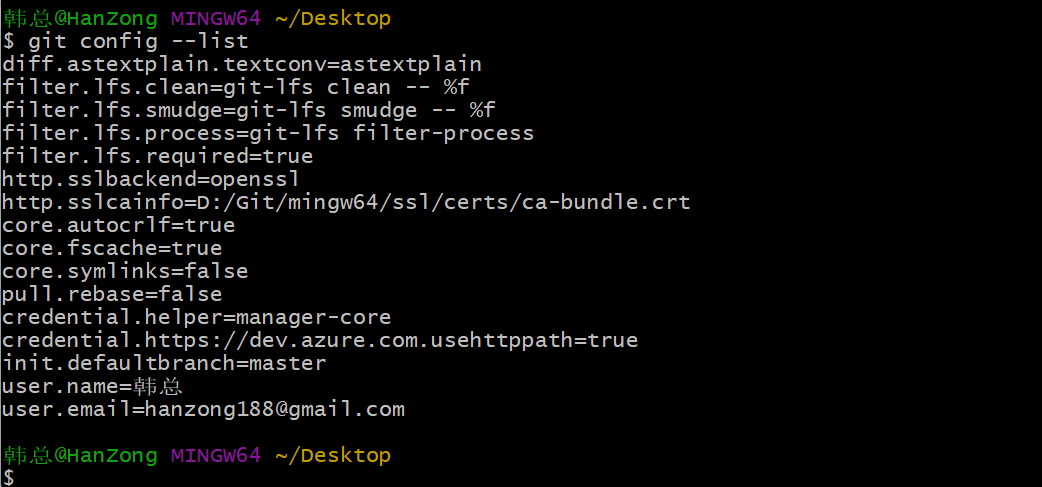 韩总@HanZong MINGW64 ~/Desktop
$ git config --list
diff.astextplain.textconv=astextplain
filter.lfs.clean=git-lfs clean -- %f
filter.lfs.smudge=git-lfs smudge -- %f
filter.lfs.process=git-lfs filter-process
filter.lfs.required=true
http.sslbackend=openssl
http.sslcainfo=D:/Git/mingw64/ssl/certs/ca-bundle.crt
core.autocrlf=true
core.fscache=true
core.symlinks=false
pull.rebase=false
credential.helper=manager-core
credential.https://dev.azure.com.usehttppath=true
init.defaultbranch=master
user.name=韩总
user.email=hanzong188@gmail.com
韩总@HanZong MINGW64 ~/Desktop
$